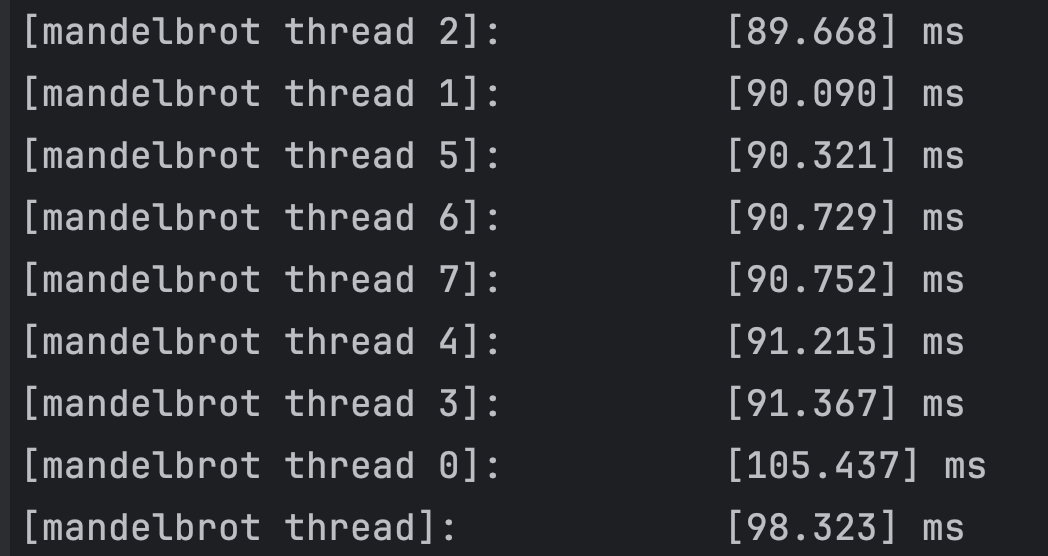 [mandelbrot thread 2]: [89.668] ms
[mandelbrot thread 1]: [90.090] ms
[mandelbrot thread 5]: [90.321] ms
[mandelbrot thread 6]: [90.729] ms
[mandelbrot thread 7]: [90.752] ms
[mandelbrot thread 4]: [91.215] ms
[mandelbrot thread 3]: [91.367] ms
[mandelbrot thread 0]: [105.437] ms
[mandelbrot thread]: [98.323] ms